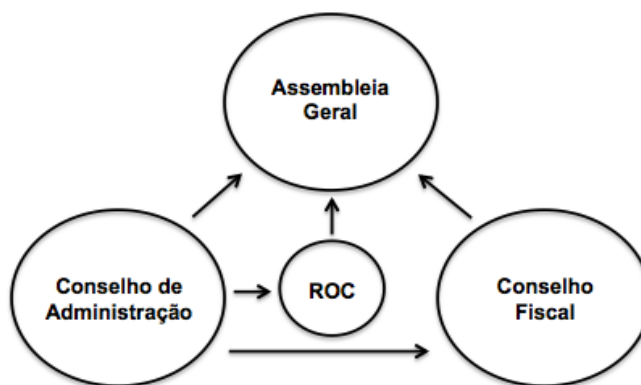 Assembleia
Geral
Conselho de
Administração
ROC
Conselho
Fiscal